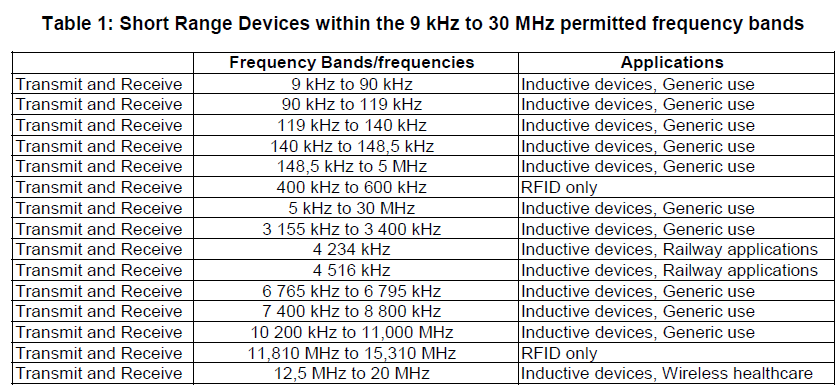 Table 1: Short Range Devices within the 9 kHz to 30 MHz permitted frequency bands
Frequency Bands/frequencies Applications
Transmit and Receive 9 kHz to 90 kHz Inductive devices, Generic use
Transmit and Receive 90 kHz to 119 kHz Inductive devices, Generic use
Transmit and Receive 119 kHz to 140 kHz Inductive devices, Generic use
Transmit and Receive 140 kHz to 148,5 kHz Inductive devices, Generic use
Transmit and Receive 148,5 kHz to 5 MHz Inductive devices, Generic use
Transmit and Receive 400 kHz to 600 kHz RFID only
Transmit and Receive 5 kHz to 30 MHz Inductive devices, Generic use
Transmit and Receive 3 155 kHz to 3 400 kHz Inductive devices, Generic use
Transmit and Receive 4 234 kHz Inductive devices, Railway applications
Transmit and Receive 4 516 kHz Inductive devices, Railway applications
Transmit and Receive 6 765 kHz to 6 795 kHz Inductive devices, Generic use
Transmit and Receive 7 400 kHz to 8 800 kHz Inductive devices, Generic use
Transmit and Receive 10 200 kHz to 11,000 MHz Inductive devices, Generic use
Transmit and Receive 11,810 MHz to 15,310 MHz RFID only
Transmit and Receive 12,5 MHz to 20 MHz Inductive devices, Wireless healthcare